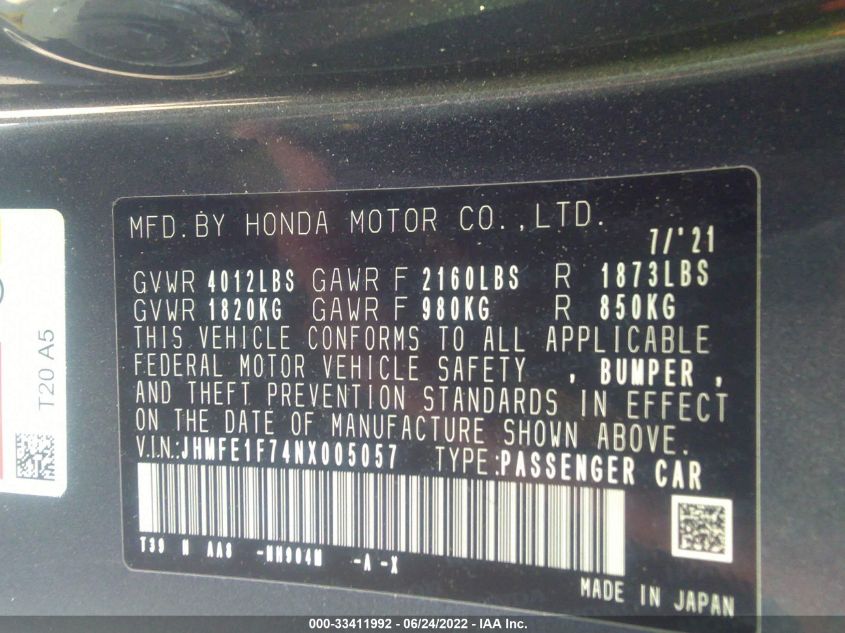 MFD. BY HONDA MOTOR CO.,LTD.
7/'21
GVWR 4012LBS GAWR F 2160LBS R 1873LBS
GVWR 1820KG GAWR F 980KG R 850KG
THIS VEHICLE CONFORMS TO ALL APPLICABLE
FEDERAL MOTOR VEHICLE SAFETY , BUMPER ,
AND THEFT PREVENTION STANDARDS IN EFFECT
ON THE DATE OF MANUFACTURE SHOWN ABOVE.
V.I.N.:JHMFE1F74NX005057 TYPE:PASSENGER CAR
T99 N AA8 -NH904M -A -X
MADE IN JAPAN
T20 A5
000-33411992 - 06/24/2022 - IAA Inc.